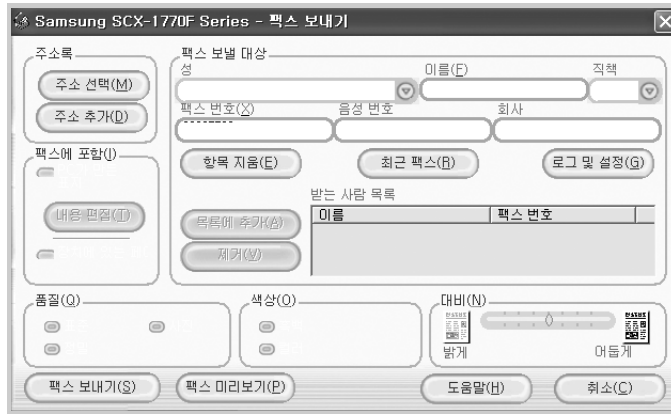 Samsung SCX-1770F Series - 팩스 보내기
주소록
주소 선택(M)
주소 추가(D)
팩스에 포함(I)
내용 편집(T)
팩스 보낼 대상
성
이름(F)
직책
팩스 번호(X)
음성 번호
회사
항목 지움(E)
최근 팩스(R)
로그 및 설정(G)
받는 사람 목록
목록에 추가(A)
제거(V)
이름
팩스 번호
품질(Q)
색상(O)
대비(N)
밝게
어둡게
팩스 보내기(S)
팩스 미리보기(P)
도움말(H)
취소(C)